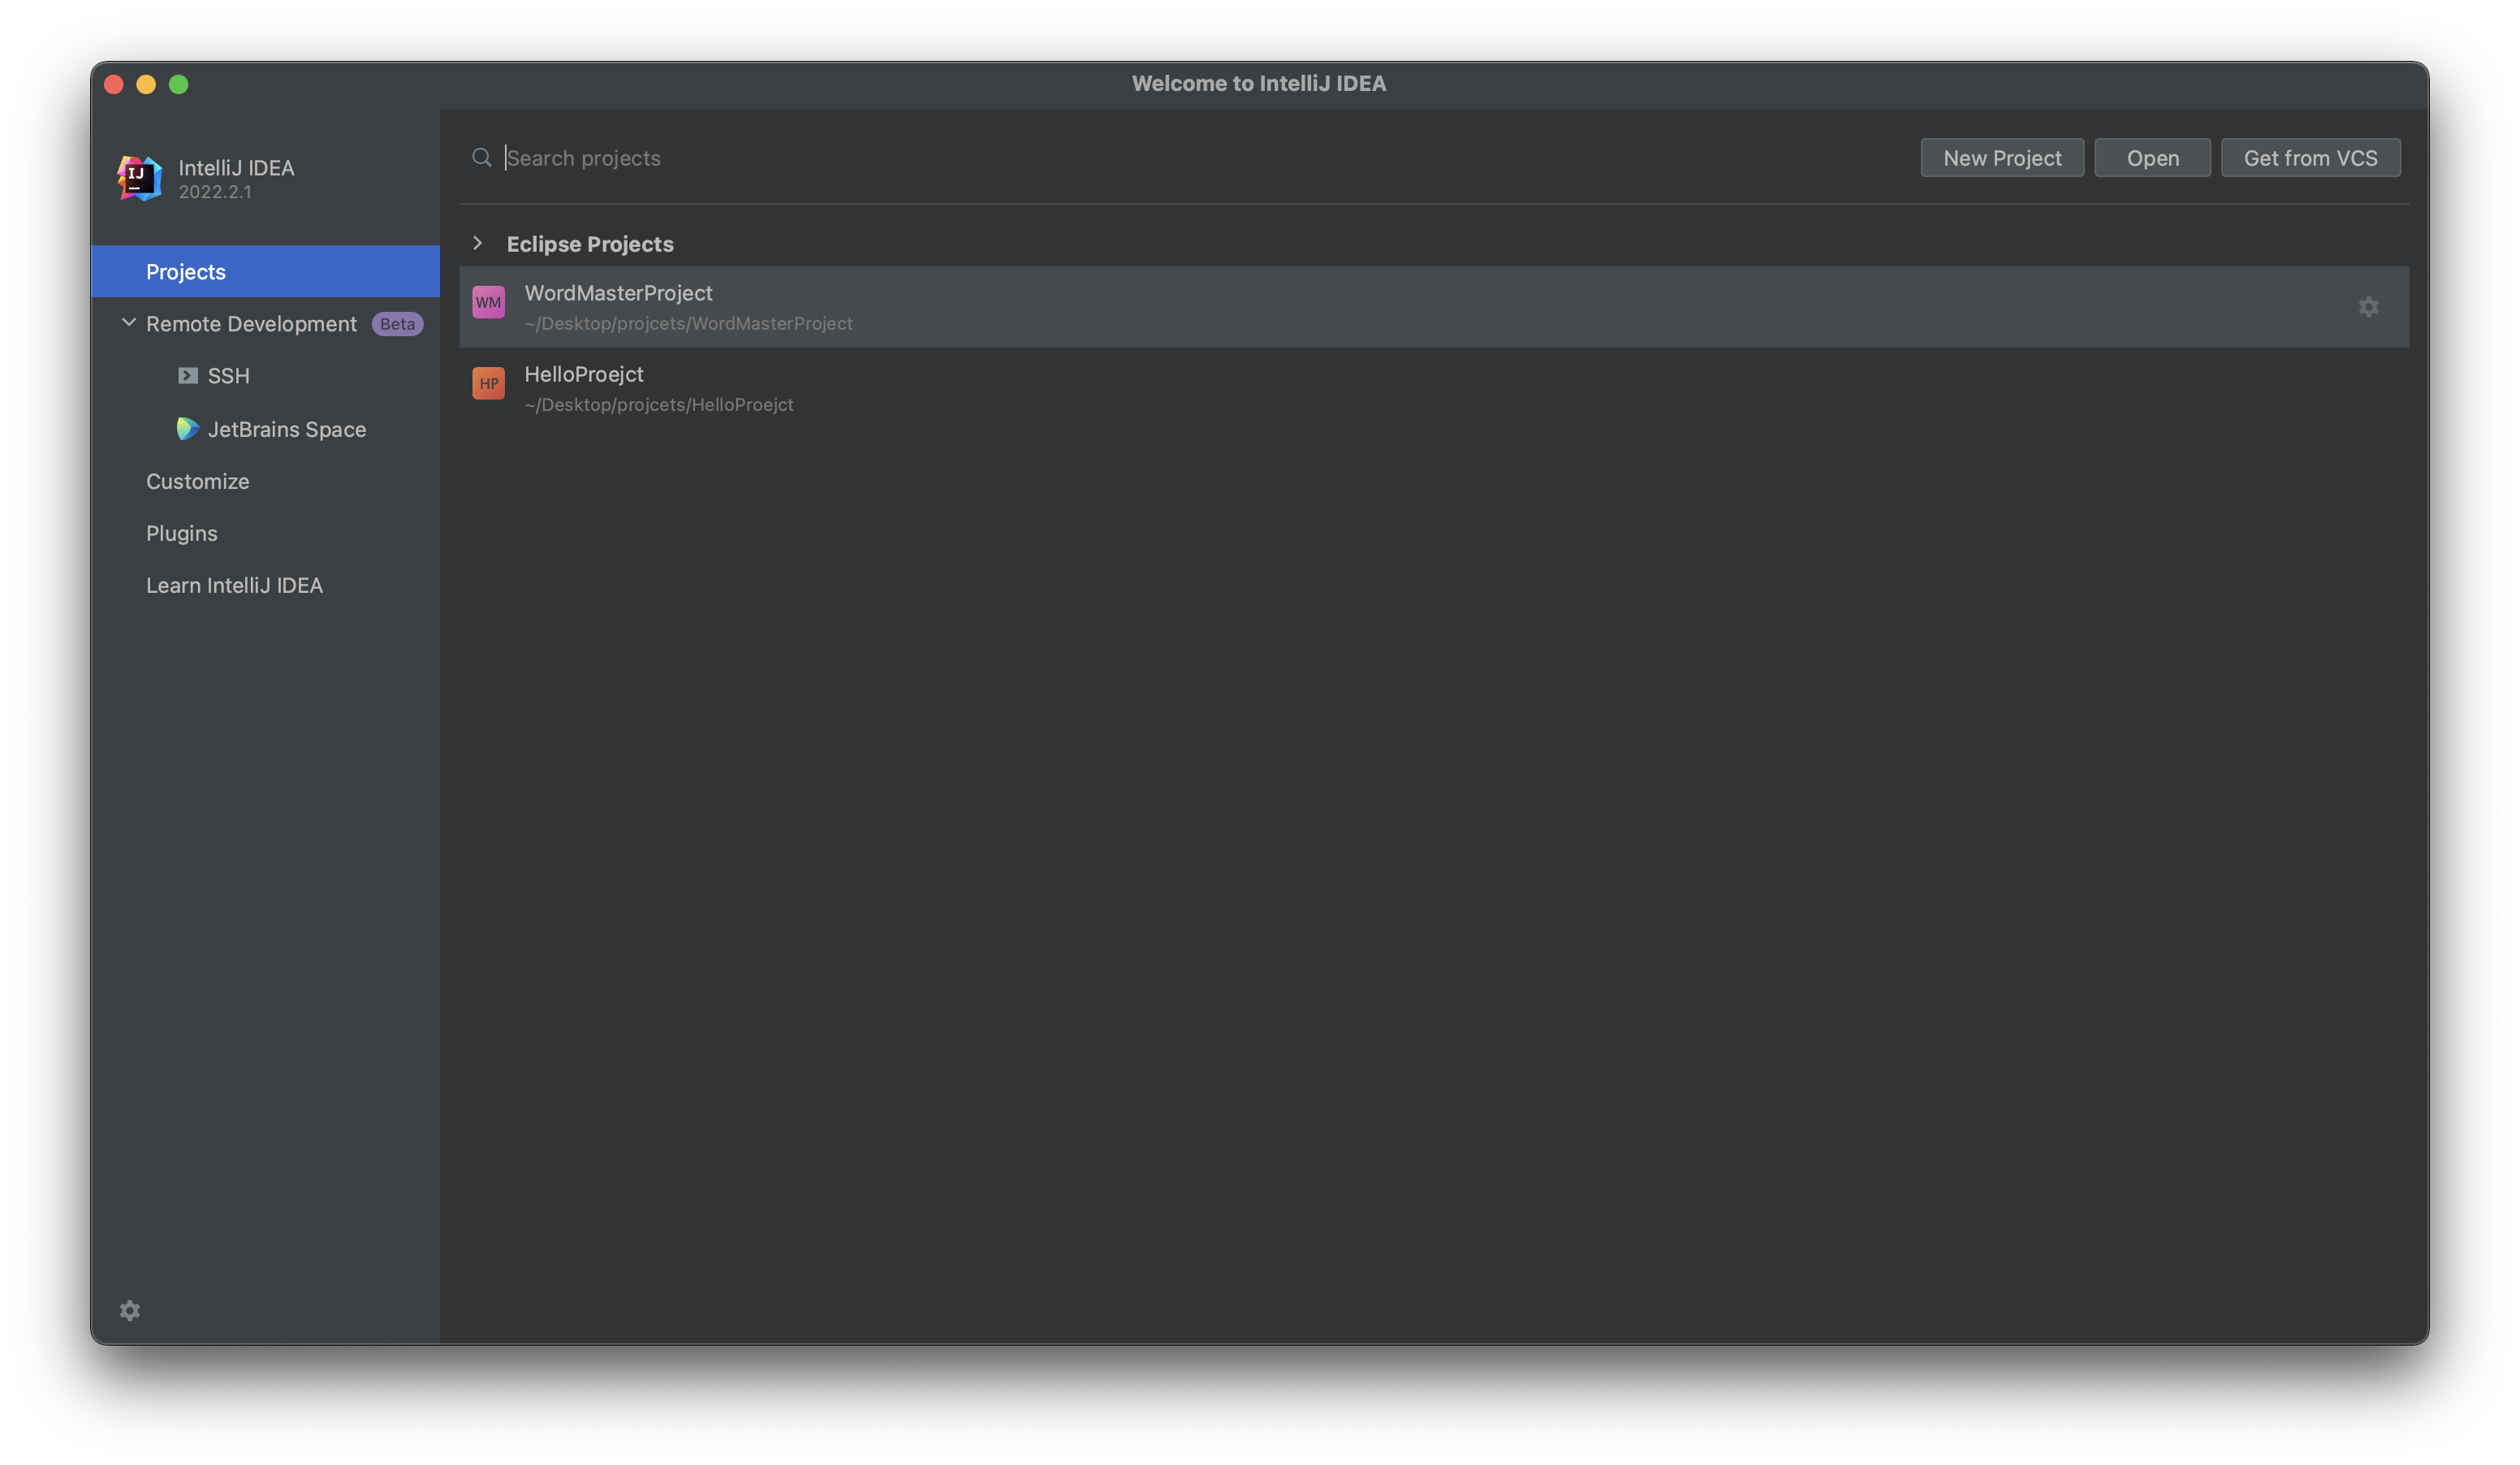 Welcome to IntelliJ IDEA
IJ
IntelliJ IDEA
2022.2.1
Search projects
New Project
Open
Get from VCS
Projects
Remote Development Beta
SSH
JetBrains Space
Customize
Plugins
Learn IntelliJ IDEA
Eclipse Projects
WM
WordMasterProject
~/Desktop/projcets/WordMasterProject
HP
HelloProejct
~/Desktop/projcets/HelloProejct